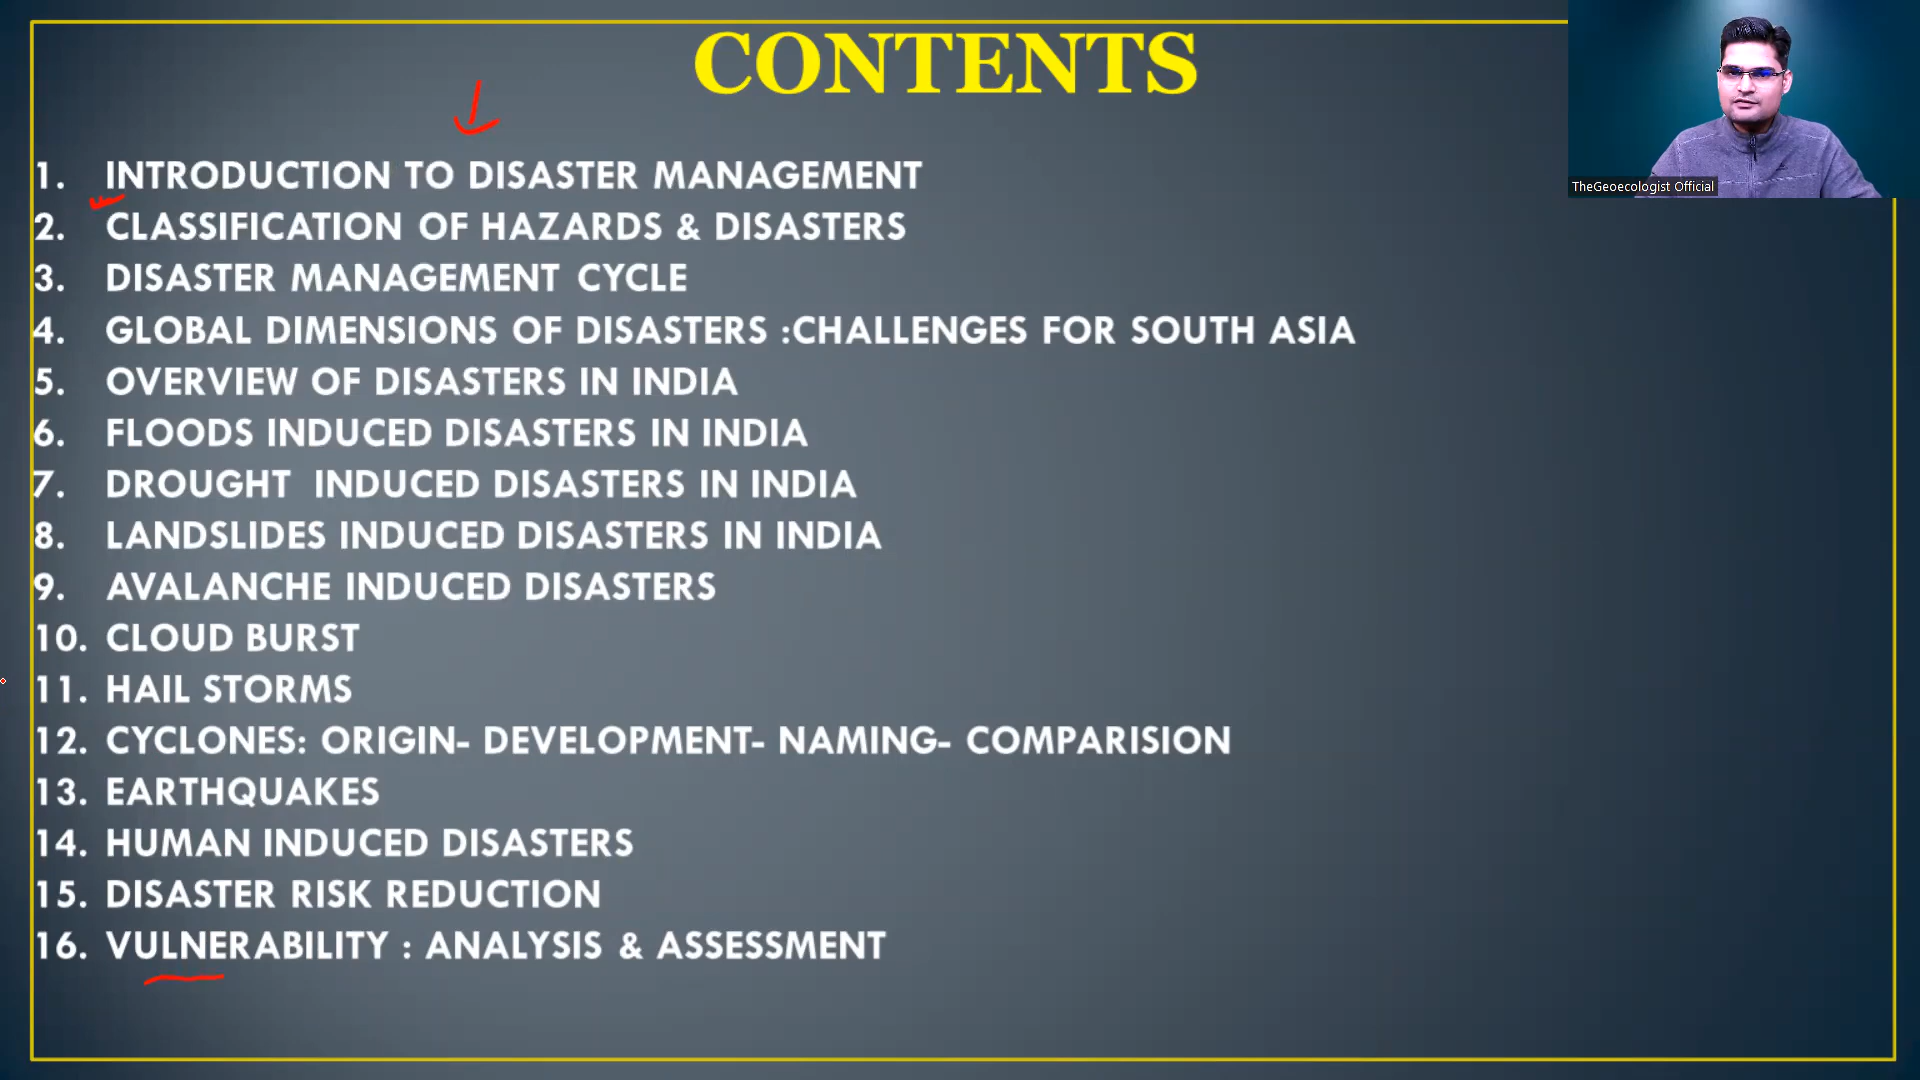 CONTENTS
TheGeoecologist Official
1. INTRODUCTION TO DISASTER MANAGEMENT
2. CLASSIFICATION OF HAZARDS & DISASTERS
3. DISASTER MANAGEMENT CYCLE
4. GLOBAL DIMENSIONS OF DISASTERS :CHALLENGES FOR SOUTH ASIA
5. OVERVIEW OF DISASTERS IN INDIA
6. FLOODS INDUCED DISASTERS IN INDIA
7. DROUGHT INDUCED DISASTERS IN INDIA
8. LANDSLIDES INDUCED DISASTERS IN INDIA
9. AVALANCHE INDUCED DISASTERS
10. CLOUD BURST
11. HAIL STORMS
12. CYCLONES: ORIGIN- DEVELOPMENT- NAMING- COMPARISION
13. EARTHQUAKES
14. HUMAN INDUCED DISASTERS
15. DISASTER RISK REDUCTION
16. VULNERABILITY : ANALYSIS & ASSESSMENT